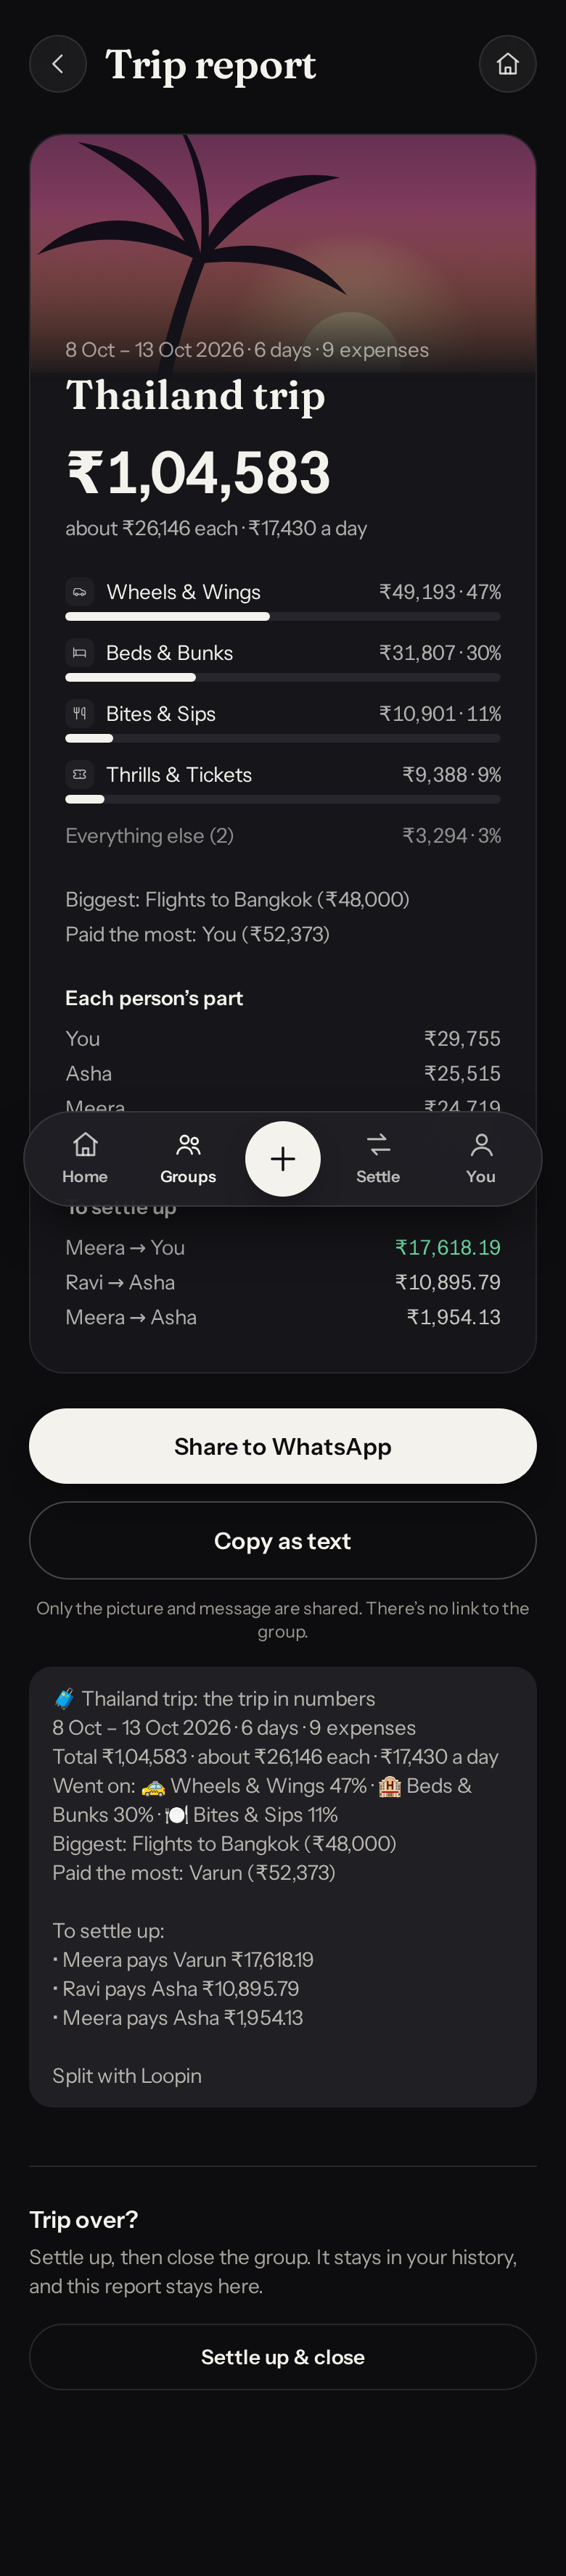 Trip report
8 Oct – 13 Oct 2026 · 6 days · 9 expenses
Thailand trip
₹1,04,583
about ₹26,146 each · ₹17,430 a day
Wheels & Wings ₹49,193 · 47%
Beds & Bunks ₹31,807 · 30%
Bites & Sips ₹10,901 · 11%
Thrills & Tickets ₹9,388 · 9%
Everything else (2) ₹3,294 · 3%
Biggest: Flights to Bangkok (₹48,000)
Paid the most: You (₹52,373)
Each person’s part
You ₹29,755
Asha ₹25,515
Meera ₹24,719
Home Groups Settle You
To settle up
Meera → You ₹17,618.19
Ravi → Asha ₹10,895.79
Meera → Asha ₹1,954.13
Share to WhatsApp
Copy as text
Only the picture and message are shared. There’s no link to the
group.
🧳 Thailand trip: the trip in numbers
8 Oct – 13 Oct 2026 · 6 days · 9 expenses
Total ₹1,04,583 · about ₹26,146 each · ₹17,430 a day
Went on: 🚕 Wheels & Wings 47% · 🏨 Beds &
Bunks 30% · 🍽️ Bites & Sips 11%
Biggest: Flights to Bangkok (₹48,000)
Paid the most: Varun (₹52,373)
To settle up:
• Meera pays Varun ₹17,618.19
• Ravi pays Asha ₹10,895.79
• Meera pays Asha ₹1,954.13
Split with Loopin
Trip over?
Settle up, then close the group. It stays in your history,
and this report stays here.
Settle up & close